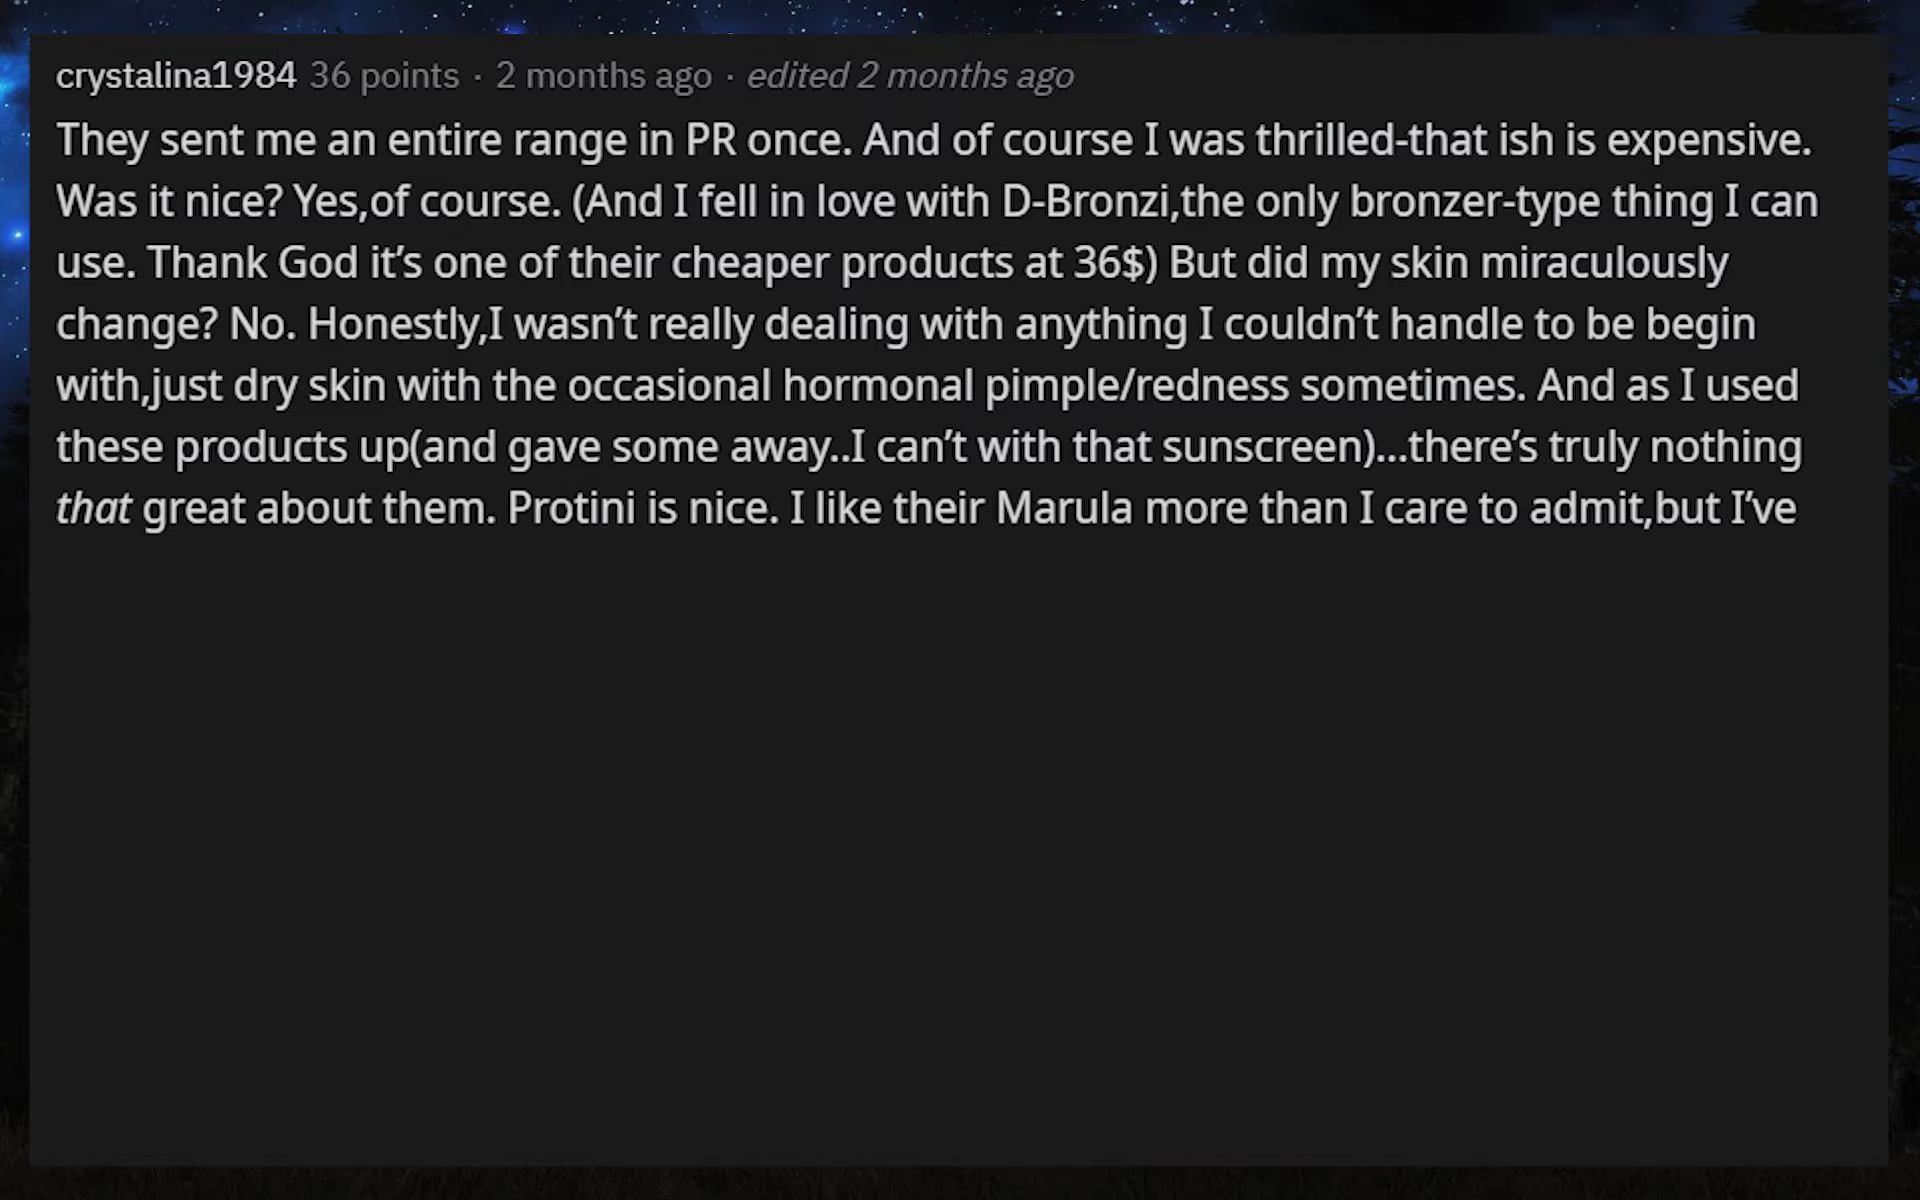 crystalina1984 36 points · 2 months ago · edited 2 months ago
They sent me an entire range in PR once. And of course I was thrilled-that ish is expensive.
Was it nice? Yes,of course. (And I fell in love with D-Bronzi,the only bronzer-type thing I can
use. Thank God it’s one of their cheaper products at 36$) But did my skin miraculously
change? No. Honestly,I wasn’t really dealing with anything I couldn’t handle to be begin
with,just dry skin with the occasional hormonal pimple/redness sometimes. And as I used
these products up(and gave some away..I can’t with that sunscreen)...there’s truly nothing
that great about them. Protini is nice. I like their Marula more than I care to admit,but I’ve